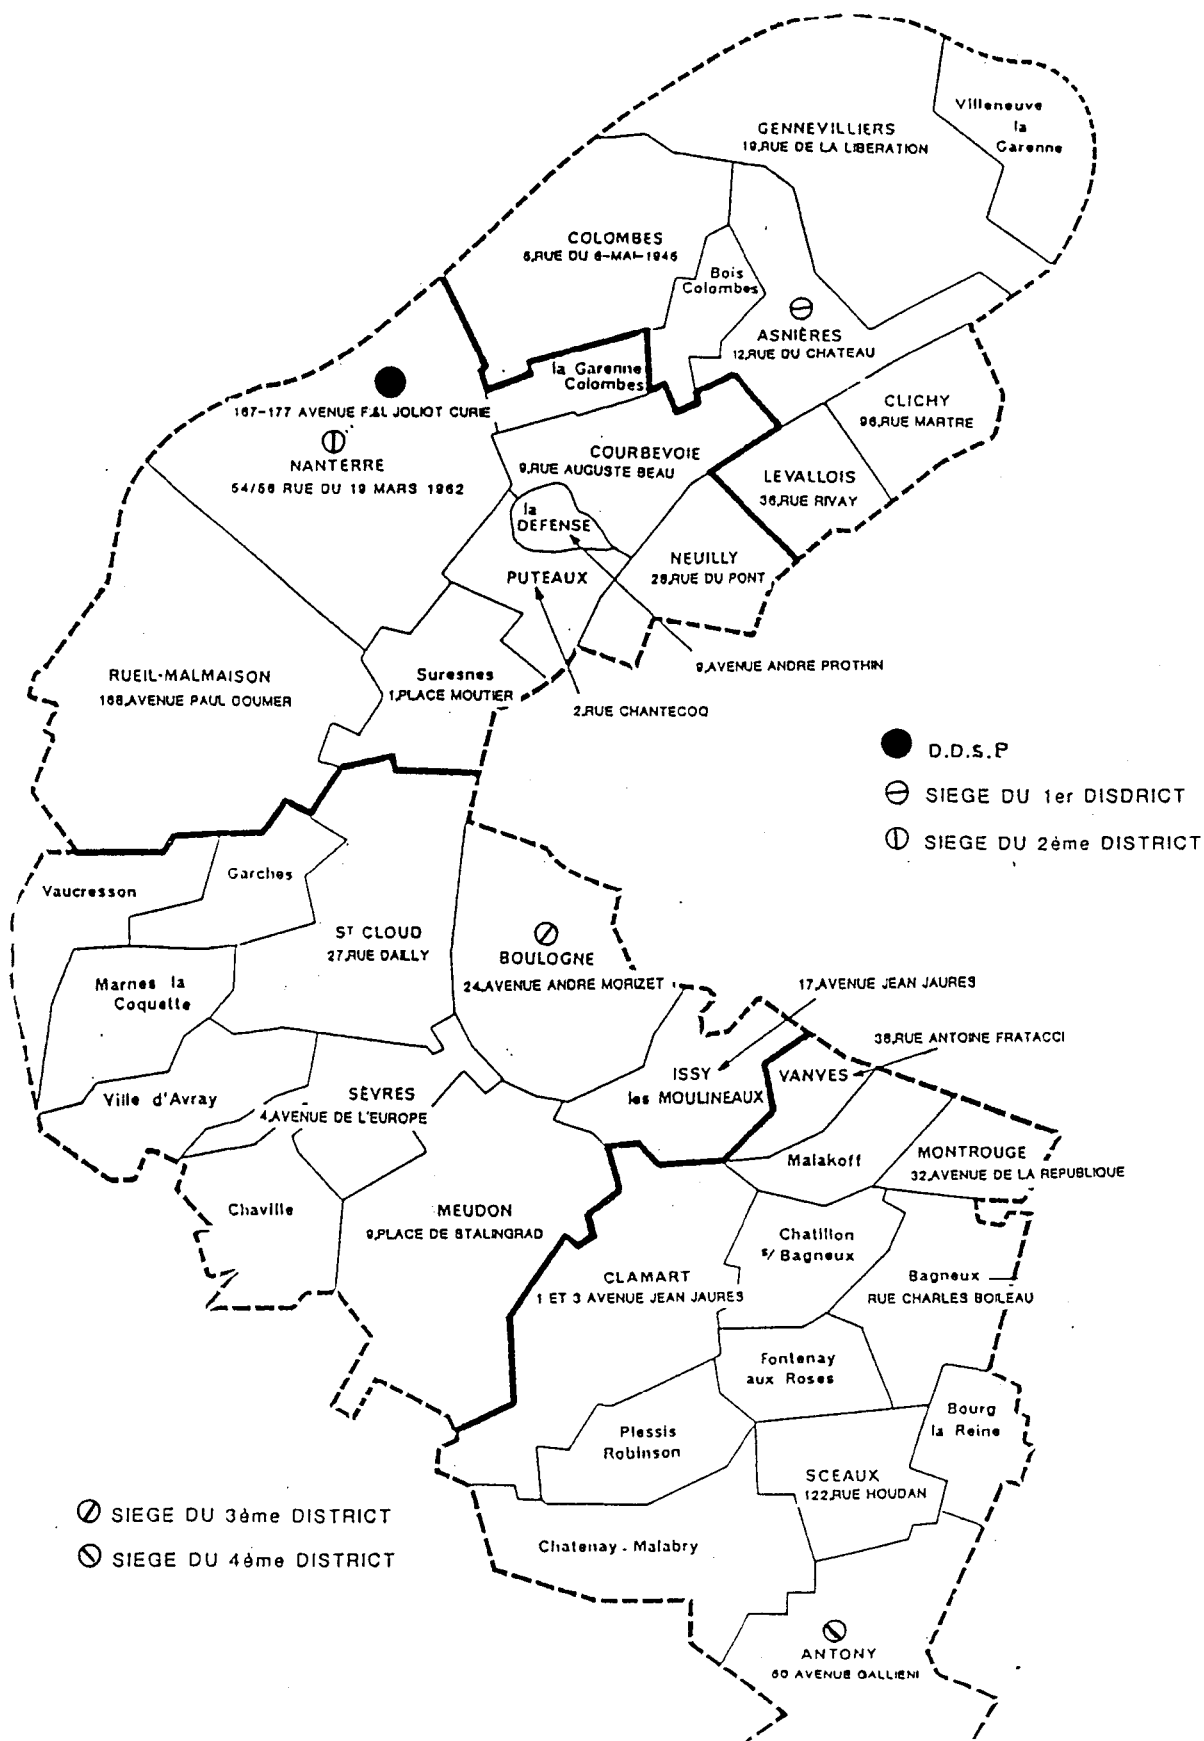 Villeneuve
la
Garenne
GENNEVILLIERS
19,RUE DE LA LIBERATION
COLOMBES
5,RUE DU 8-MAI-1945
Bois
Colombes
ASNIÈRES
12,RUE DU CHATEAU
la Garenne
Colombes
167-177 AVENUE F.&L JOLIOT CURIE
NANTERRE
54/56 RUE DU 19 MARS 1962
COURBEVOIE
9,RUE AUGUSTE BEAU
CLICHY
96,RUE MARTRE
LEVALLOIS
36,RUE RIVAY
la
DEFENSE
NEUILLY
28,RUE DU PONT
PUTEAUX
9,AVENUE ANDRE PROTHIN
RUEIL-MALMAISON
168,AVENUE PAUL DOUMER
Suresnes
1,PLACE MOUTIER
2,RUE CHANTECOQ
D.D.S.P
SIEGE DU 1er DISDRICT
SIEGE DU 2ème DISTRICT
Garches
Vaucresson
ST CLOUD
27,RUE DAILLY
BOULOGNE
24,AVENUE ANDRE MORIZET
Marnes la
Coquette
17,AVENUE JEAN JAURES
36,RUE ANTOINE FRATACCI
ISSY
les MOULINEAUX
VANVES
Ville d'Avray
SÈVRES
4,AVENUE DE L'EUROPE
Malakoff
MONTROUGE
32,AVENUE DE LA REPUBLIQUE
Chaville
MEUDON
9,PLACE DE STALINGRAD
Chatillon
s/Bagneux
CLAMART
1 ET 3 AVENUE JEAN JAURES
Bagneux
RUE CHARLES BOILEAU
Fontenay
aux Roses
Bourg
la Reine
Plessis
Robinson
SCEAUX
122,RUE HOUDAN
SIEGE DU 3ème DISTRICT
SIEGE DU 4ème DISTRICT
Chatenay-Malabry
ANTONY
60 AVENUE GALLIENI